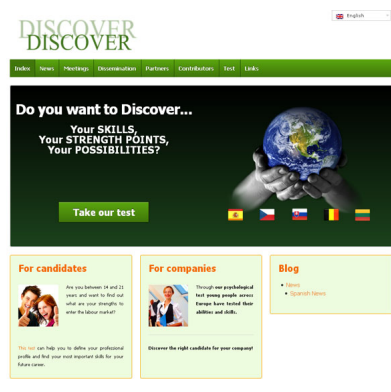 English
DISCOVER
DISCOVER
Index News Meetings Dissemination Partners Contributors Test Links
Do you want to Discover...
Your SKILLS,
Your STRENGTH POINTS,
Your POSSIBILITIES?
Take our test
For candidates
Are you between 14 and 21
years and want to find out
what are your strengths to
enter the labour market?
This test can help you to define your professional
profile and find your most important skills for your
future career.
For companies
Through our psychological
test young people across
Europe have tested their
abilities and skills.
Discover the right candidate for your company!
Blog
News
Spanish News